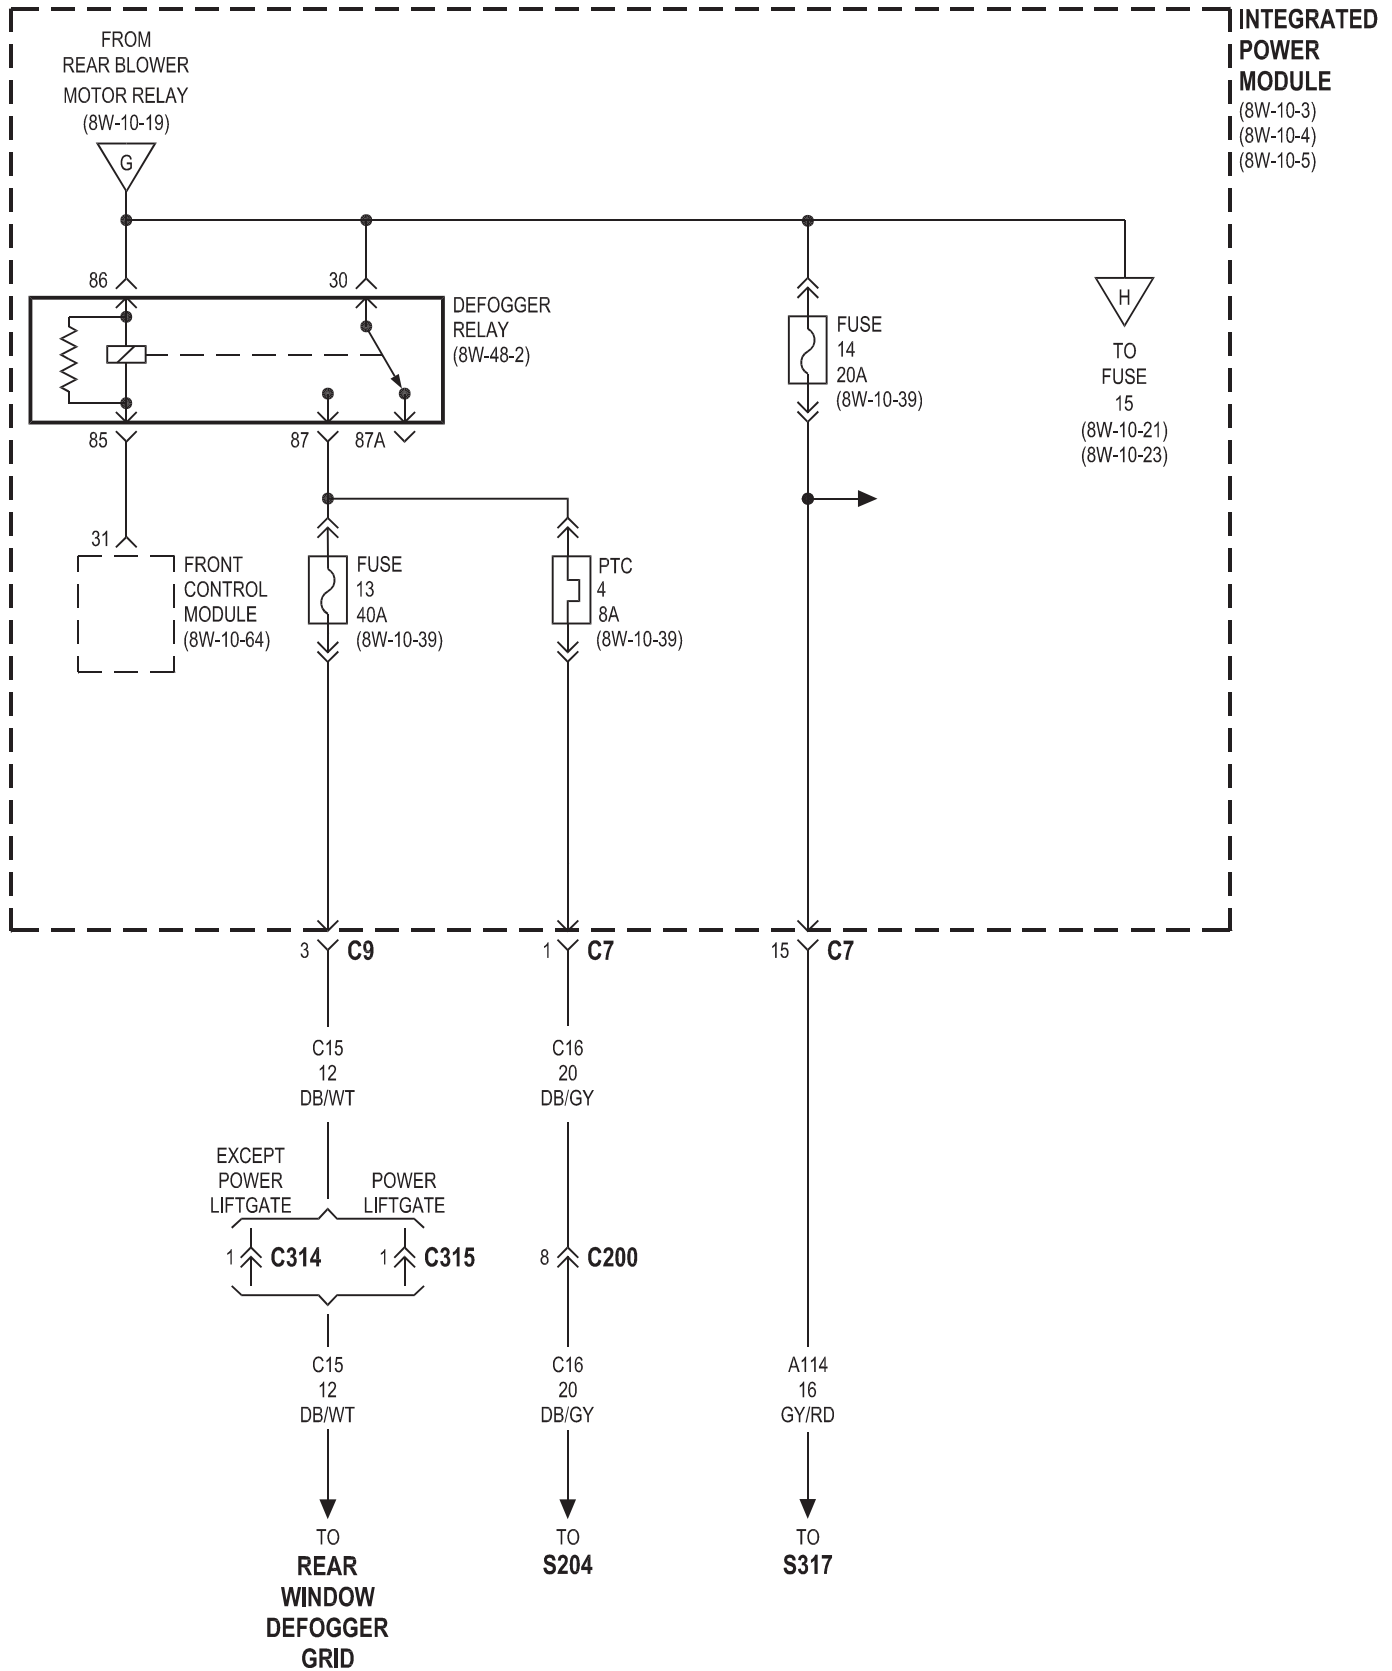 INTEGRATED
POWER
MODULE
(8W-10-3)
(8W-10-4)
(8W-10-5)
FROM
REAR BLOWER
MOTOR RELAY
(8W-10-19)
G
86
30
DEFOGGER
RELAY
(8W-48-2)
85
87
87A
FUSE
14
20A
(8W-10-39)
H
TO
FUSE
15
(8W-10-21)
(8W-10-23)
31
FRONT
CONTROL
MODULE
(8W-10-64)
FUSE
13
40A
(8W-10-39)
PTC
4
8A
(8W-10-39)
3 C9
1 C7
15 C7
C15
12
DB/WT
C16
20
DB/GY
EXCEPT
POWER
LIFTGATE
POWER
LIFTGATE
1 C314
1 C315
8 C200
C15
12
DB/WT
C16
20
DB/GY
A114
16
GY/RD
TO
REAR
WINDOW
DEFOGGER
GRID
TO
S204
TO
S317